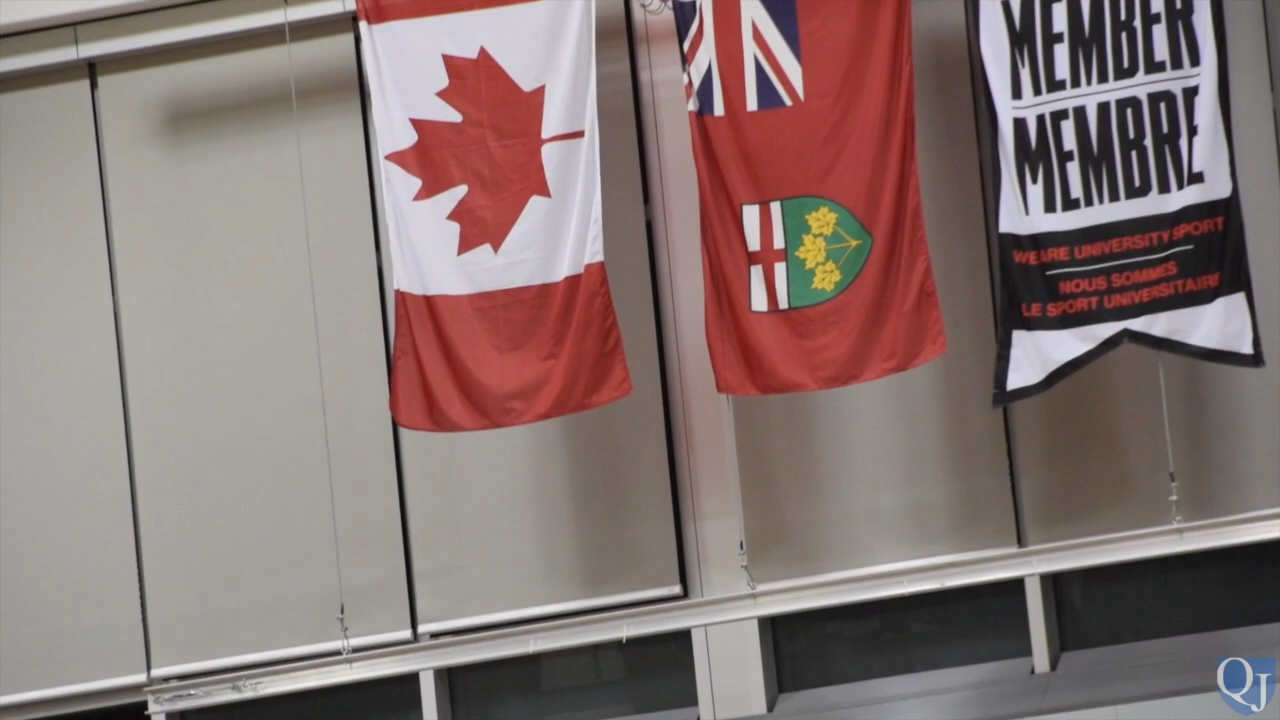 MEMBER
MEMBRE
WE ARE UNIVERSITY SPORT
NOUS SOMMES
LE SPORT UNIVERSITAIRE
QJ